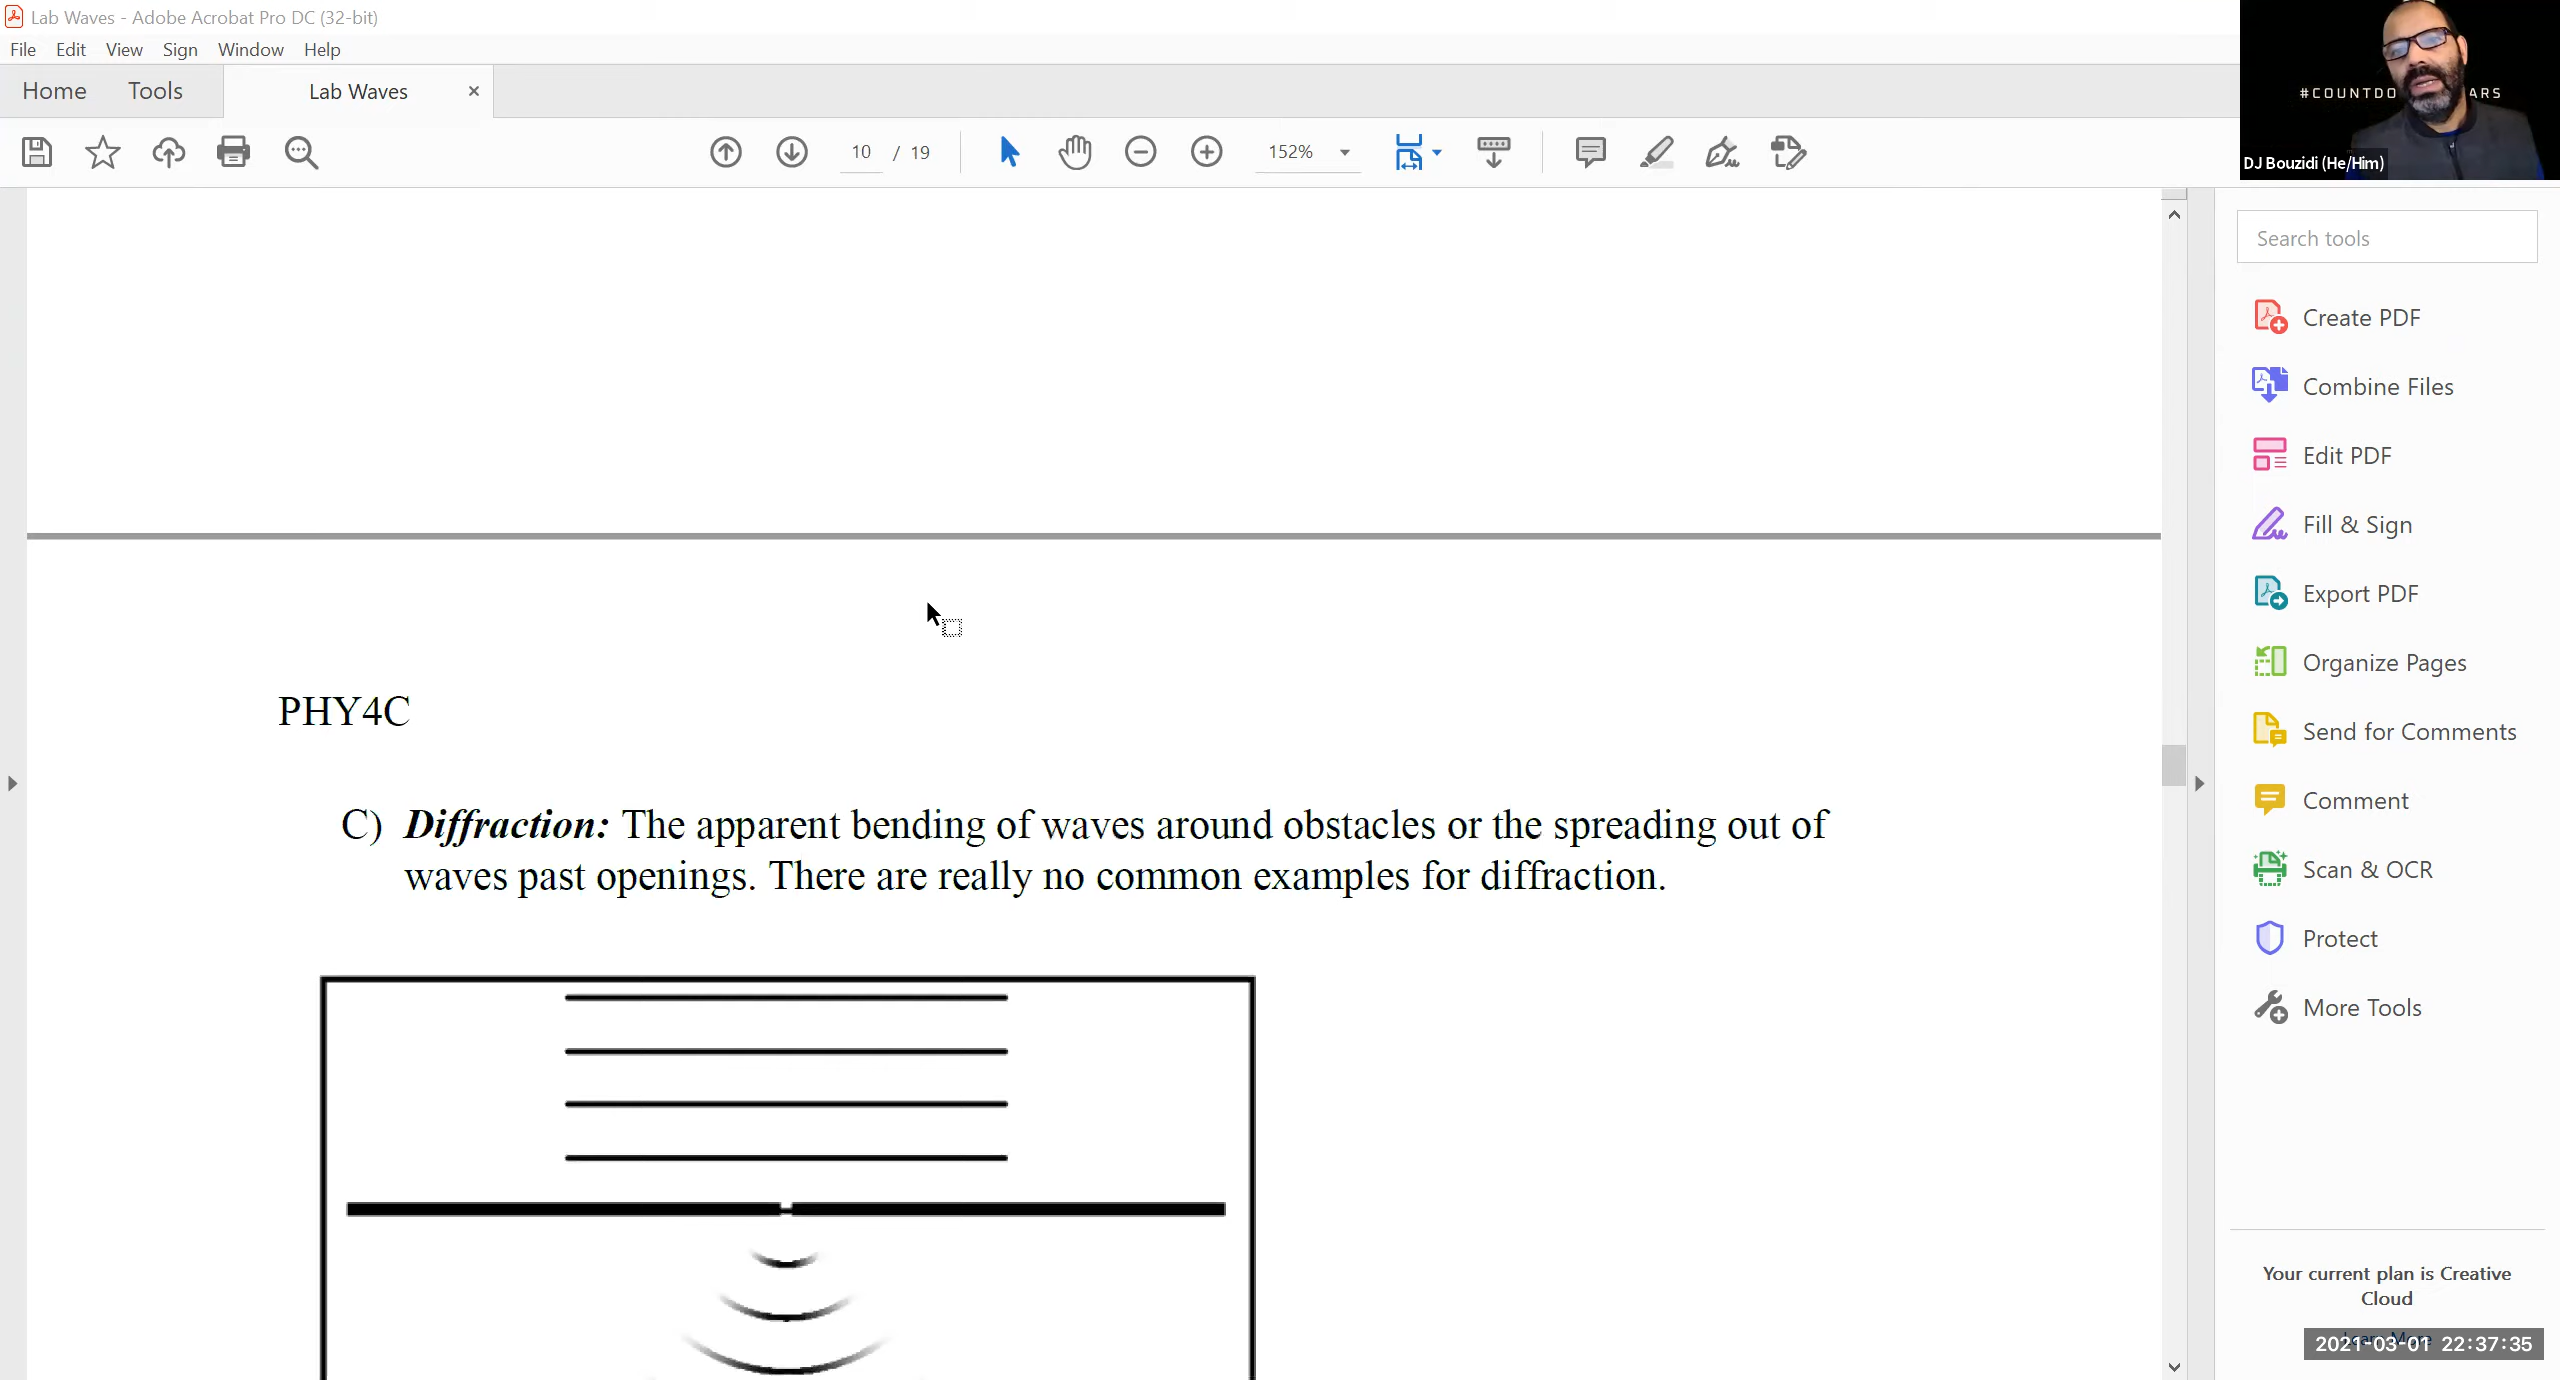 Lab Waves - Adobe Acrobat Pro DC (32-bit)
File Edit View Sign Window Help
Home Tools Lab Waves ×
10 / 19 152%
#COUNTDO ARS
DJ Bouzidi (He/Him)
Search tools
Create PDF
Combine Files
Edit PDF
Fill & Sign
Export PDF
Organize Pages
Send for Comments
Comment
Scan & OCR
Protect
More Tools
PHY4C
C) Diffraction: The apparent bending of waves around obstacles or the spreading out of
waves past openings. There are really no common examples for diffraction.
Your current plan is Creative
Cloud
2021-03-01 22:37:35